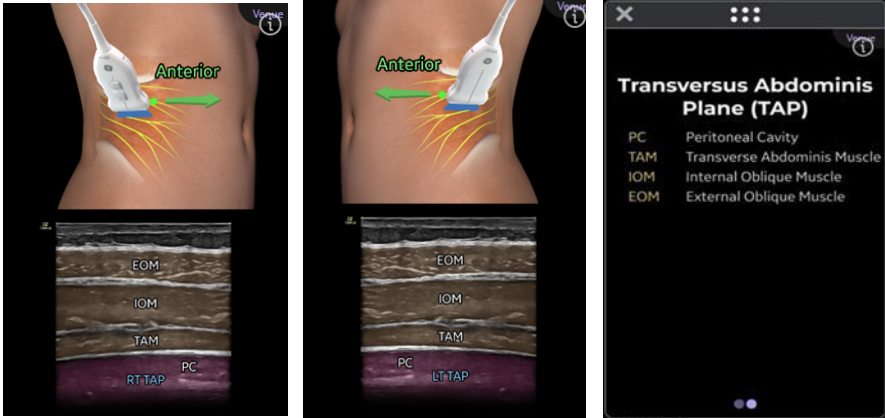 Venue
i
Anterior
EOM
IOM
TAM
PC
RT TAP
Venue
i
Anterior
EOM
IOM
TAM
PC
LT TAP
Venue
i
Transversus Abdominis
Plane (TAP)
PC Peritoneal Cavity
TAM Transverse Abdominis Muscle
IOM Internal Oblique Muscle
EOM External Oblique Muscle